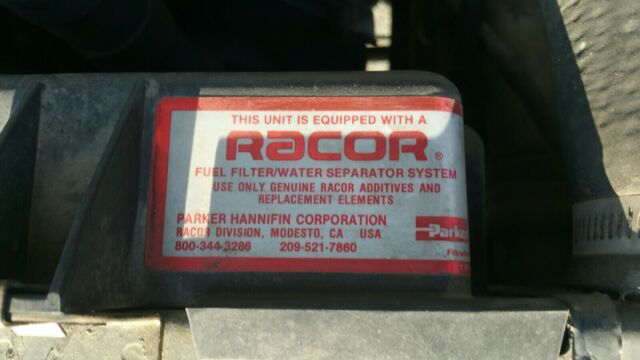 THIS UNIT IS EQUIPPED WITH A
RACOR®
FUEL FILTER/WATER SEPARATOR SYSTEM
USE ONLY GENUINE RACOR ADDITIVES AND
REPLACEMENT ELEMENTS
PARKER HANNIFIN CORPORATION
RACOR DIVISION, MODESTO, CA USA
800-344-3286 209-521-7860
Parker